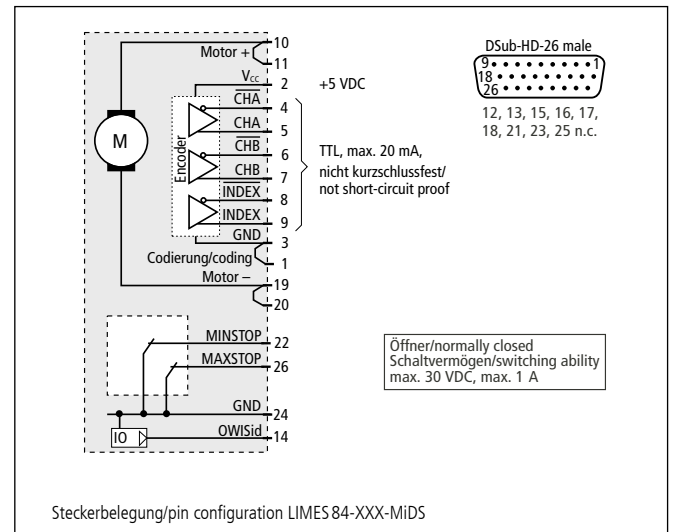 10
Motor +
11
V_CC 2 +5 VDC
C̅H̅A̅ 4
CHA 5
C̅H̅B̅ 6
CHB 7
I̅N̅D̅E̅X̅ 8
INDEX 9
GND 3
Codierung/coding 1
Motor – 19
20
M
Encoder
TTL, max. 20 mA,
nicht kurzschlussfest/
not short-circuit proof
DSub-HD-26 male
9 1
18
26
12, 13, 15, 16, 17,
18, 21, 23, 25 n.c.
MINSTOP 22
MAXSTOP 26
GND 24
IO OWISid 14
Öffner/normally closed
Schaltvermögen/switching ability
max. 30 VDC, max. 1 A
Steckerbelegung/pin configuration LIMES 84-XXX-MiDS